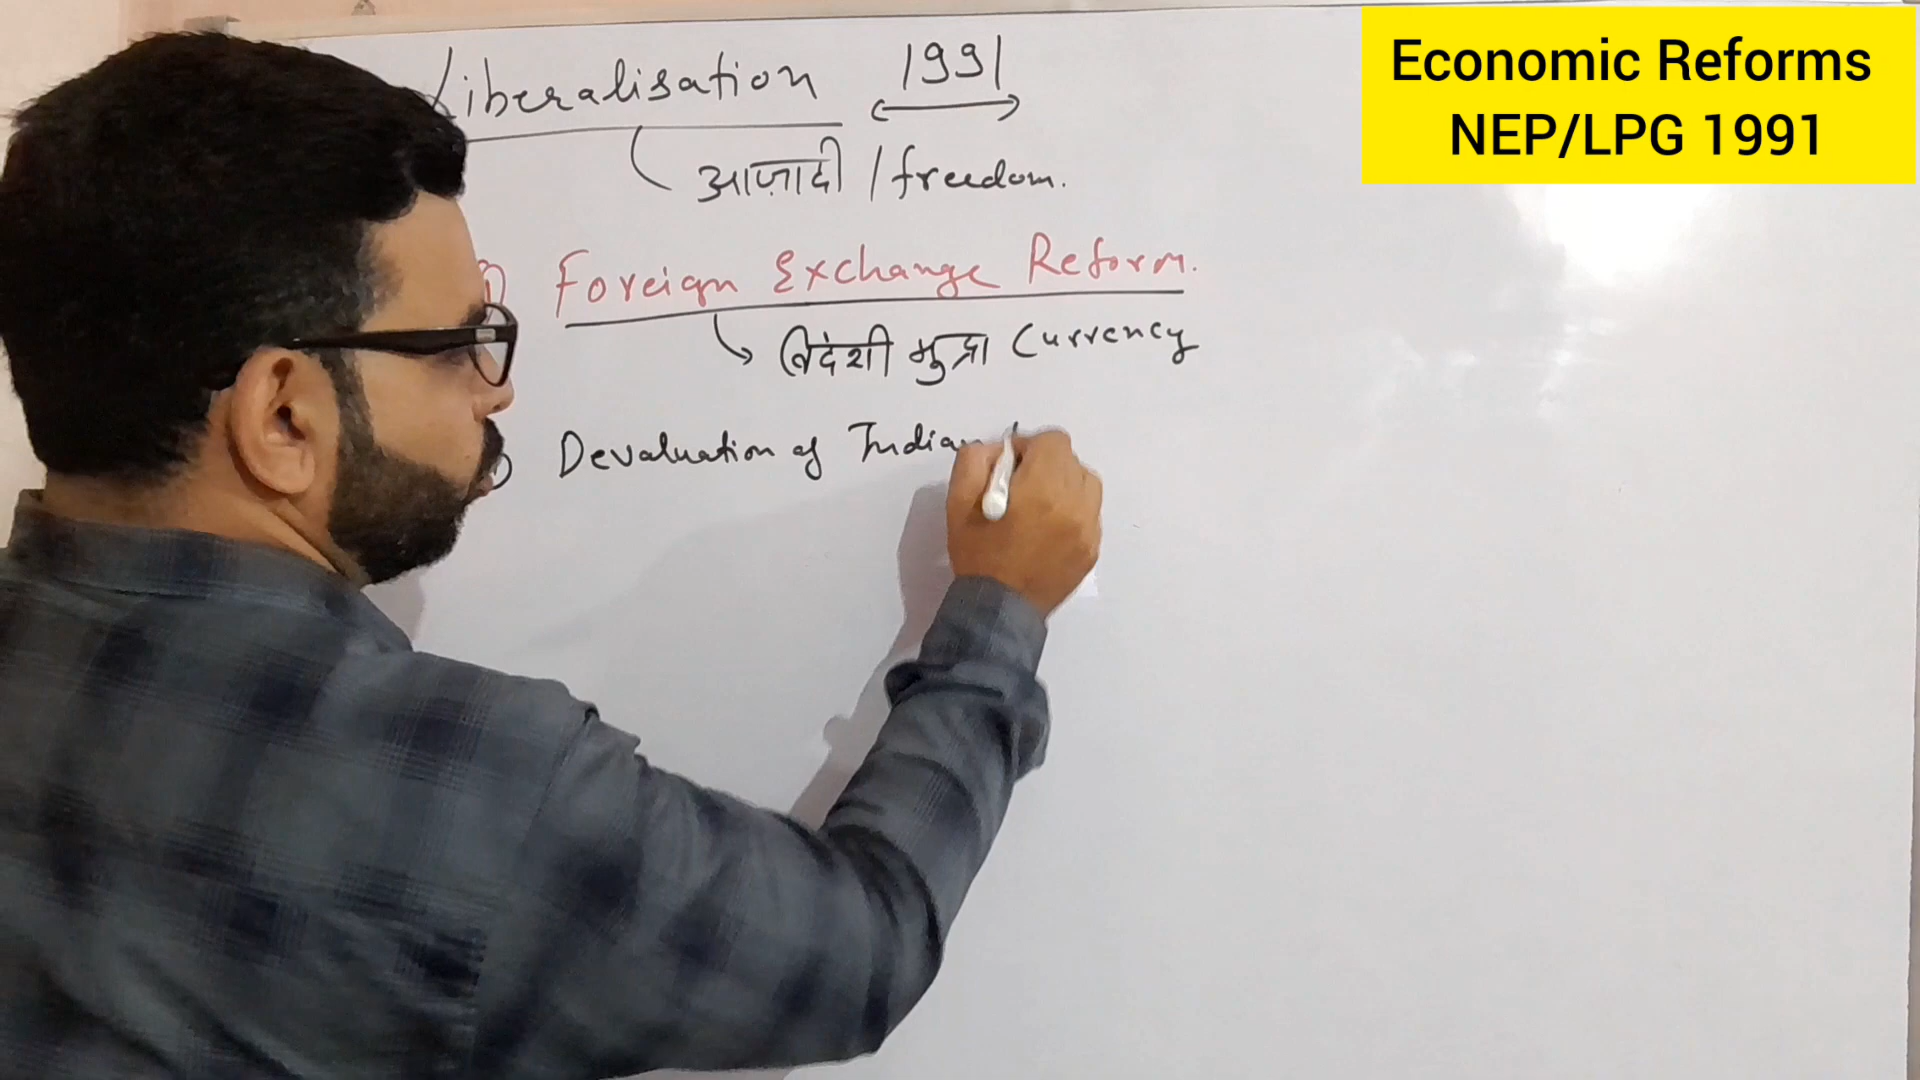 Economic Reforms
NEP/LPG 1991
Liberalisation 1991
आज़ादी / freedom.
Foreign Exchange Reform.
विदेशी मुद्रा Currency
Devaluation of Indian